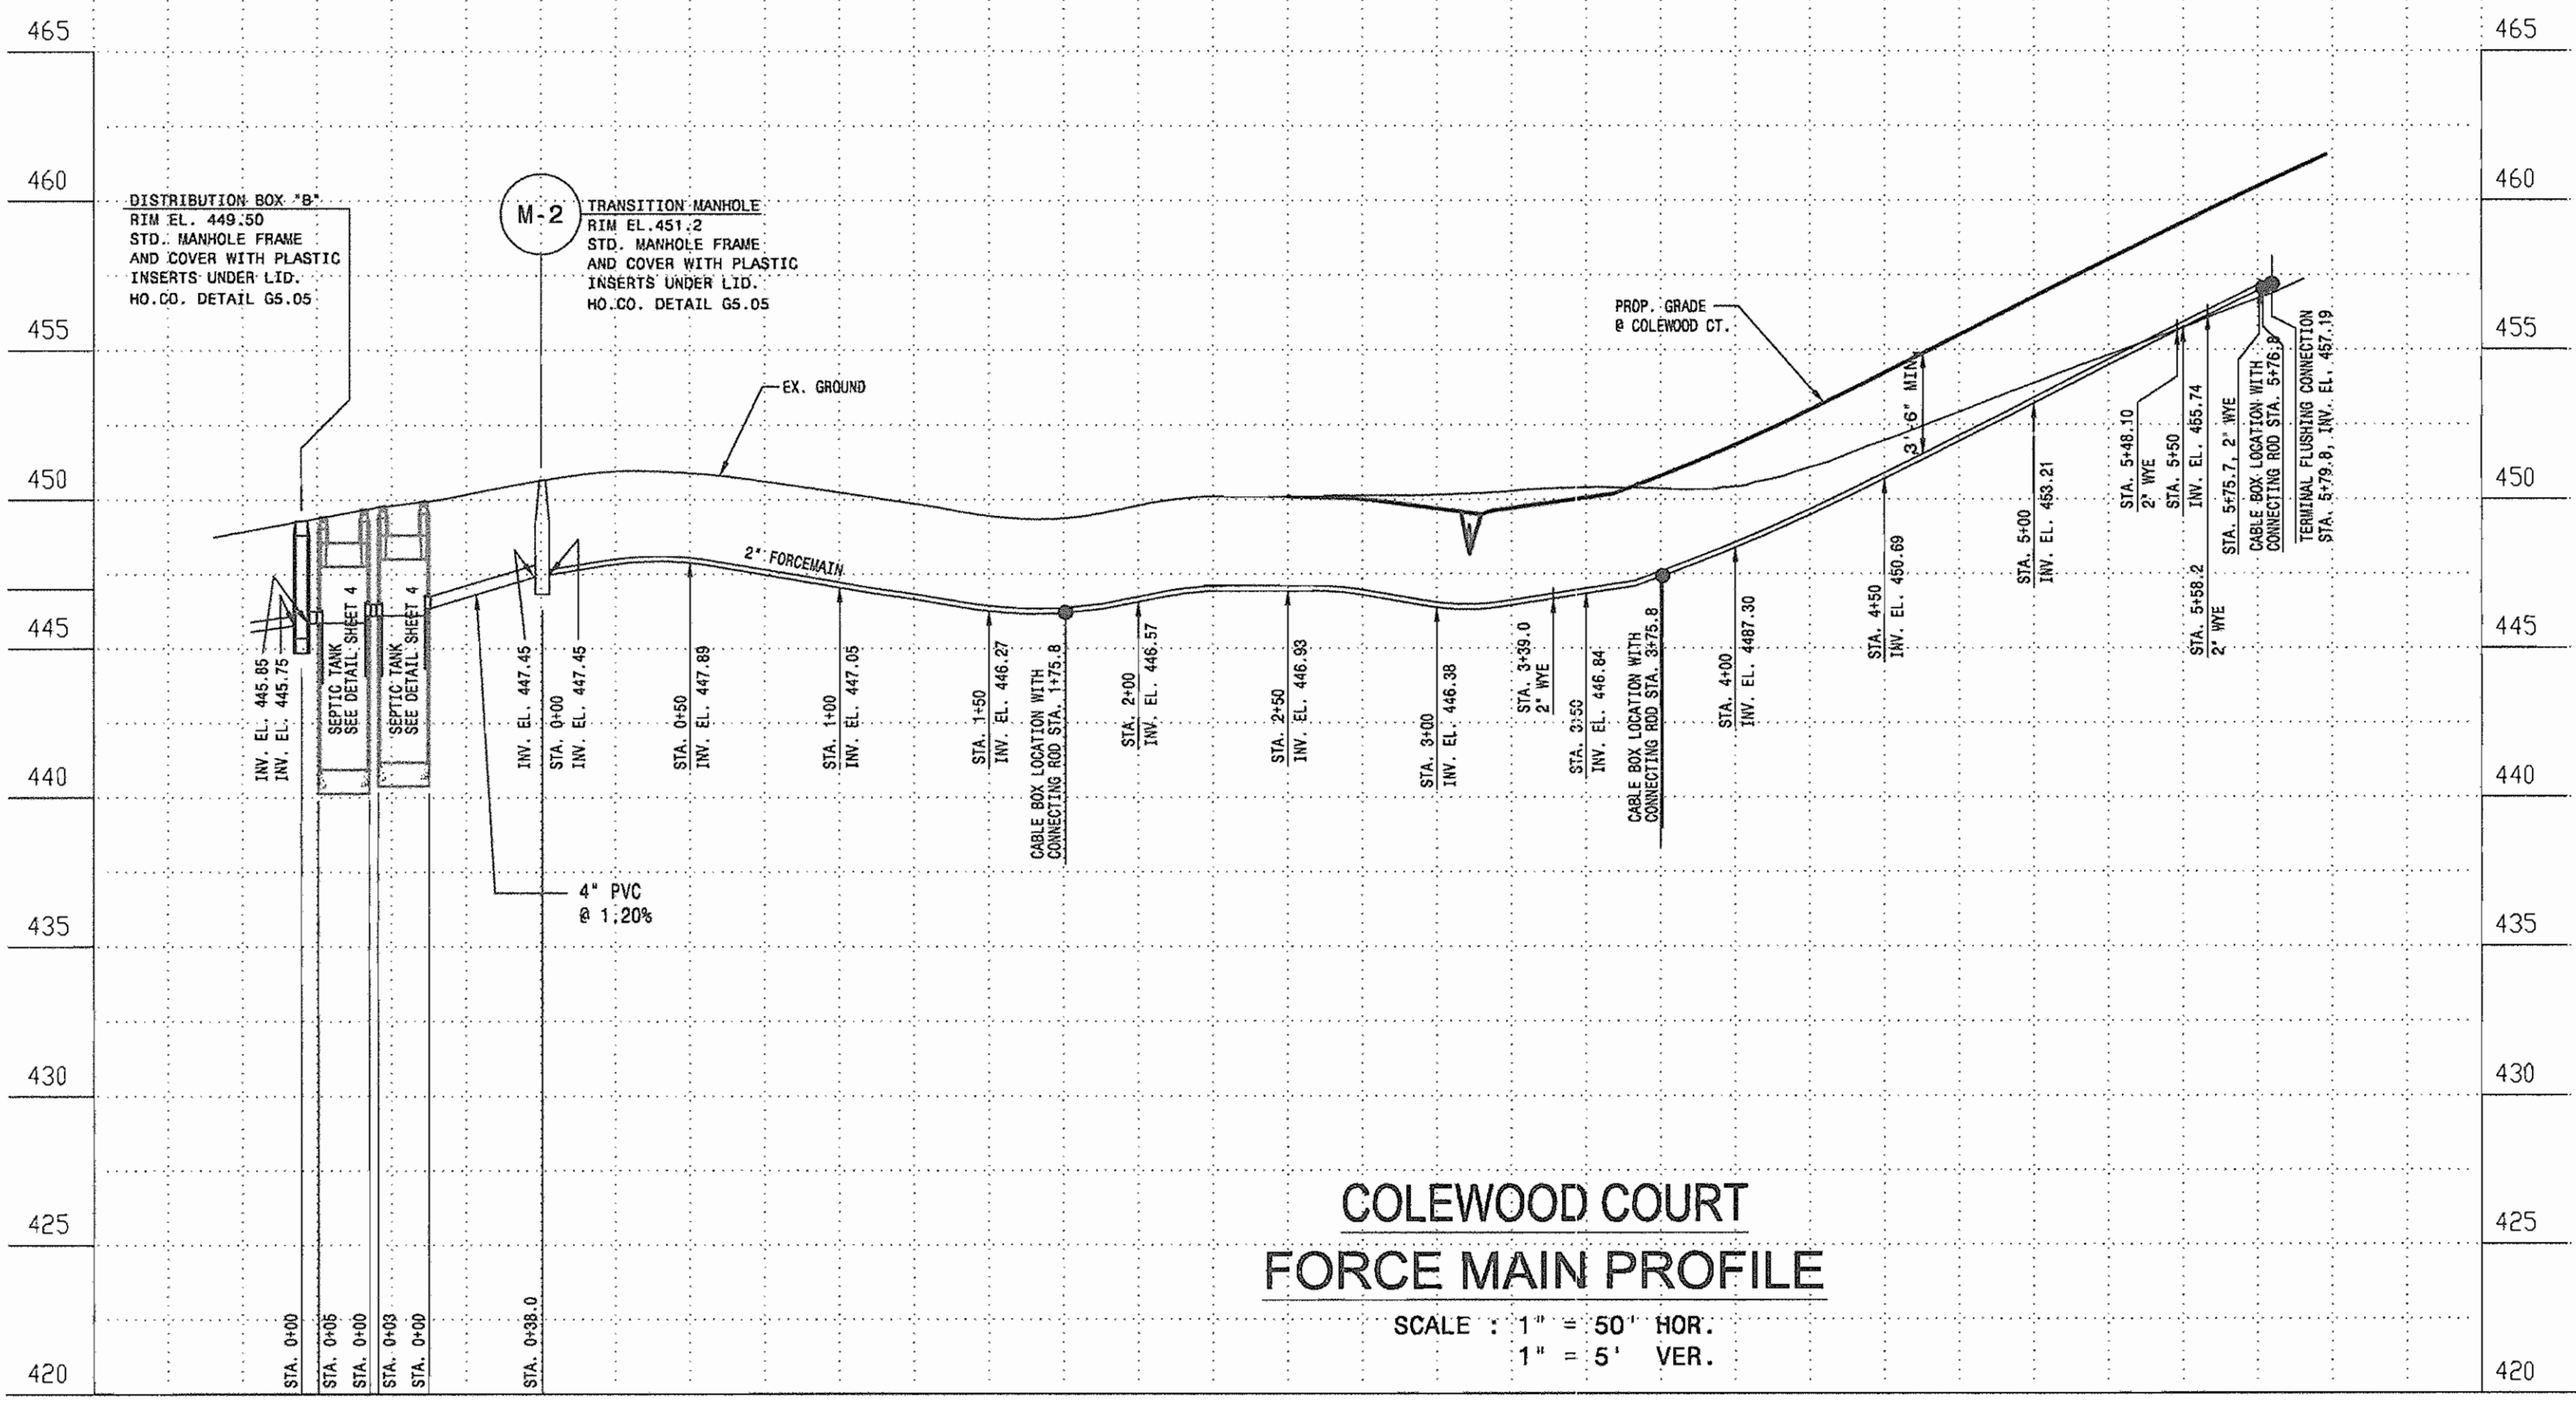 465
460
455
450
445
440
435
430
425
420
465
460
455
450
445
440
435
430
425
420
DISTRIBUTION BOX "B"
RIM EL. 449.50
STD. MANHOLE FRAME
AND COVER WITH PLASTIC
INSERTS UNDER LID.
HO.CO. DETAIL G5.05
M-2
TRANSITION MANHOLE
RIM EL.451.2
STD. MANHOLE FRAME
AND COVER WITH PLASTIC
INSERTS UNDER LID.
HO.CO. DETAIL G5.05
EX. GROUND
PROP. GRADE
@ COLEWOOD CT.
3'-6" MIN
2" FORCEMAIN
INV. EL. 445.85
INV. EL. 445.75
SEPTIC TANK
SEE DETAIL SHEET 4
SEPTIC TANK
SEE DETAIL SHEET 4
INV. EL. 447.45
STA. 0+00
INV. EL. 447.45
STA. 0+50
INV. EL. 447.89
STA. 1+00
INV. EL. 447.05
STA. 1+50
INV. EL. 446.27
CABLE BOX LOCATION WITH
CONNECTING ROD STA. 1+75.8
STA. 2+00
INV. EL. 446.57
STA. 2+50
INV. EL. 446.93
STA. 3+00
INV. EL. 446.38
STA. 3+39.0
2" WYE
STA. 3+50
INV. EL. 446.84
CABLE BOX LOCATION WITH
CONNECTING ROD STA. 3+75.8
STA. 4+00
INV. EL. 4487.30
STA. 4+50
INV. EL. 450.69
STA. 5+00
INV. EL. 453.21
STA. 5+48.10
2" WYE
STA. 5+50
INV. EL. 455.74
STA. 5+58.2
2" WYE
STA. 5+75.7, 2" WYE
CABLE BOX LOCATION WITH
CONNECTING ROD STA. 5+76.8
TERMINAL FLUSHING CONNECTION
STA. 5+79.8, INV. EL. 457.19
4" PVC
@ 1.20%
STA. 0+00
STA. 0+05
STA. 0+00
STA. 0+03
STA. 0+00
STA. 0+38.0
COLEWOOD COURT
FORCE MAIN PROFILE
SCALE : 1" = 50' HOR.
1" = 5' VER.